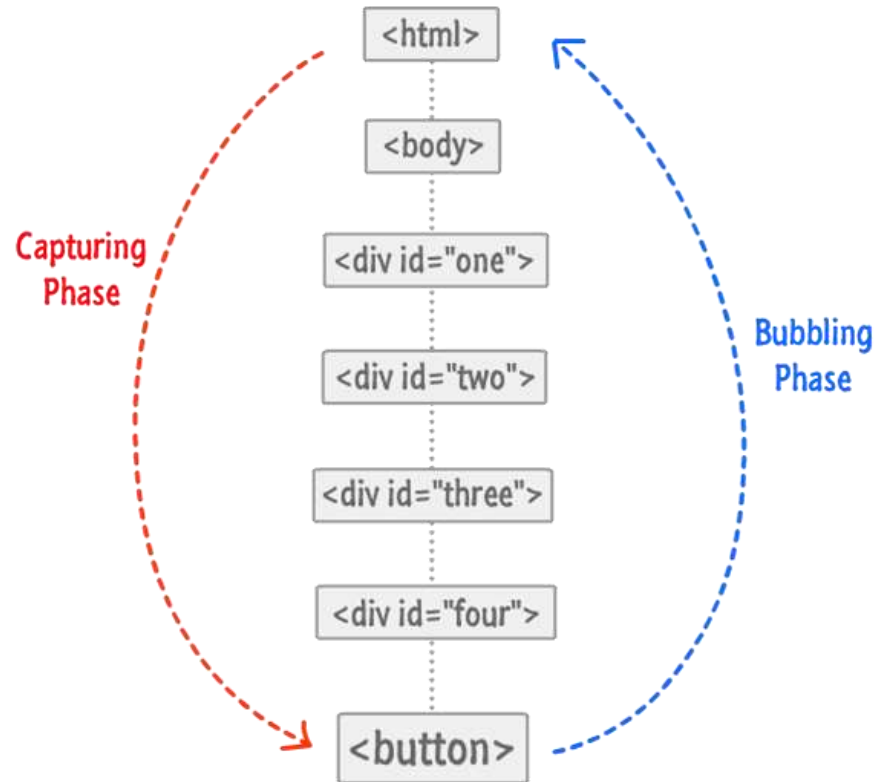 <html>
<body>
Capturing
Phase
<div id="one">
Bubbling
Phase
<div id="two">
<div id="three">
<div id="four">
<button>